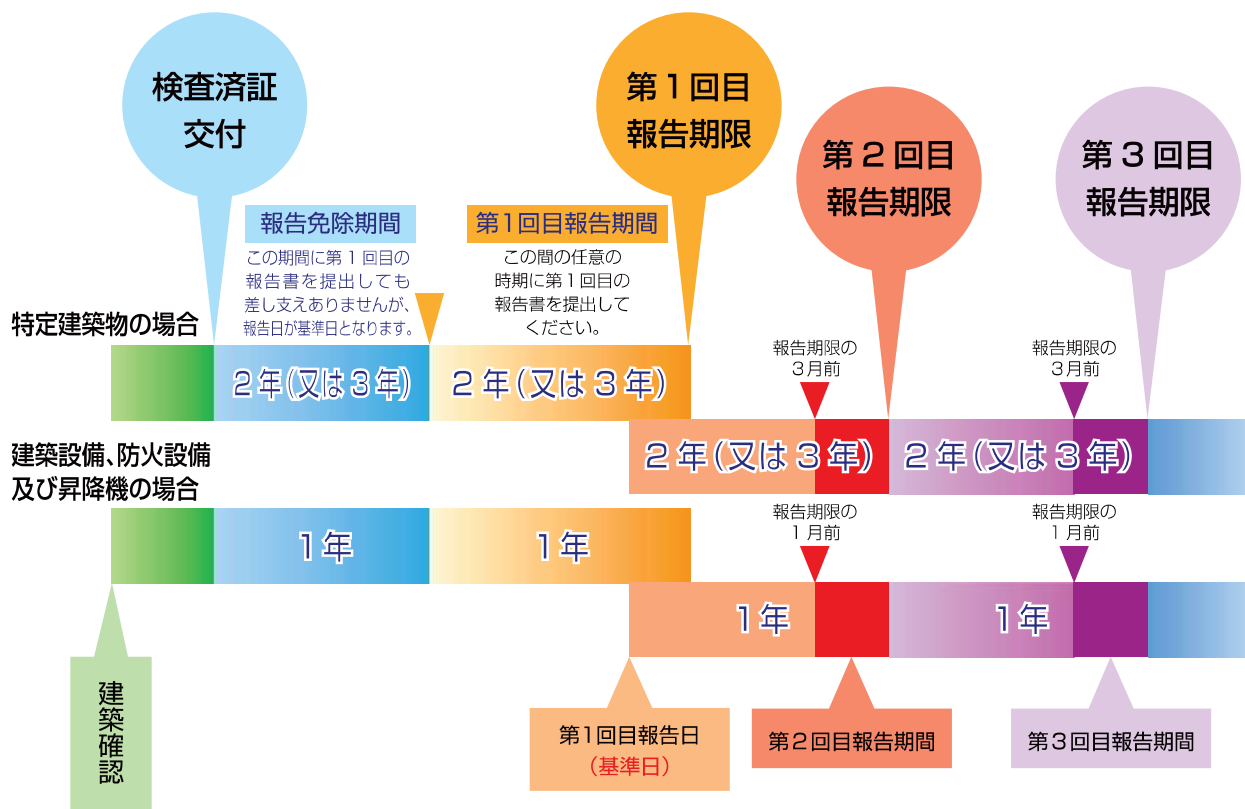 検査済証
交付
第1回目
報告期限
第2回目
報告期限
第3回目
報告期限
報告免除期間
この期間に第1回目の
報告書を提出しても
差し支えありませんが、
報告日が基準日となります。
第1回目報告期間
この間の任意の
時期に第1回目の
報告書を提出して
ください。
特定建築物の場合
2年(又は3年)
2年(又は3年)
報告期限の
3月前
報告期限の
3月前
2年(又は3年)
2年(又は3年)
建築設備、防火設備
及び昇降機の場合
1年
1年
報告期限の
1月前
報告期限の
1月前
1年
1年
建築確認
第1回目報告日
(基準日)
第2回目報告期間
第3回目報告期間